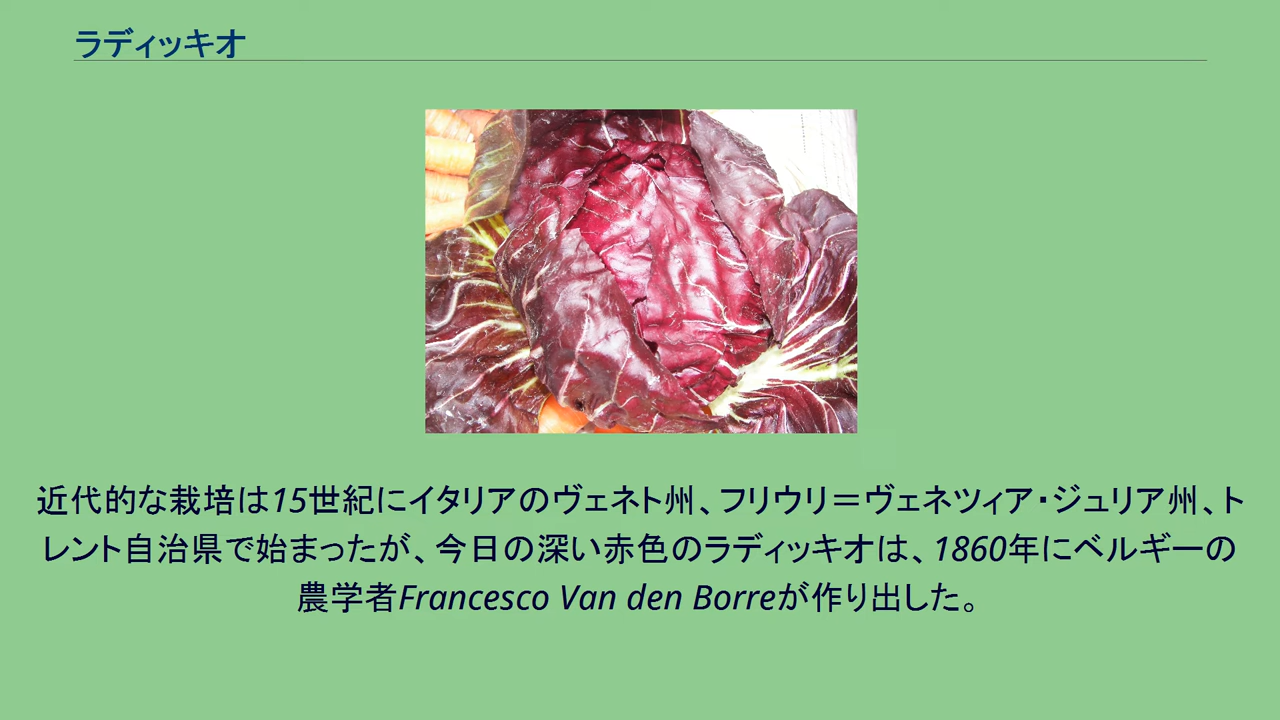 ラディッキオ
近代的な栽培は15世紀にイタリアのヴェネト州、フリウリ＝ヴェネツィア・ジュリア州、ト
レント自治県で始まったが、今日の深い赤色のラディッキオは、1860年にベルギーの
農学者Francesco Van den Borreが作り出した。